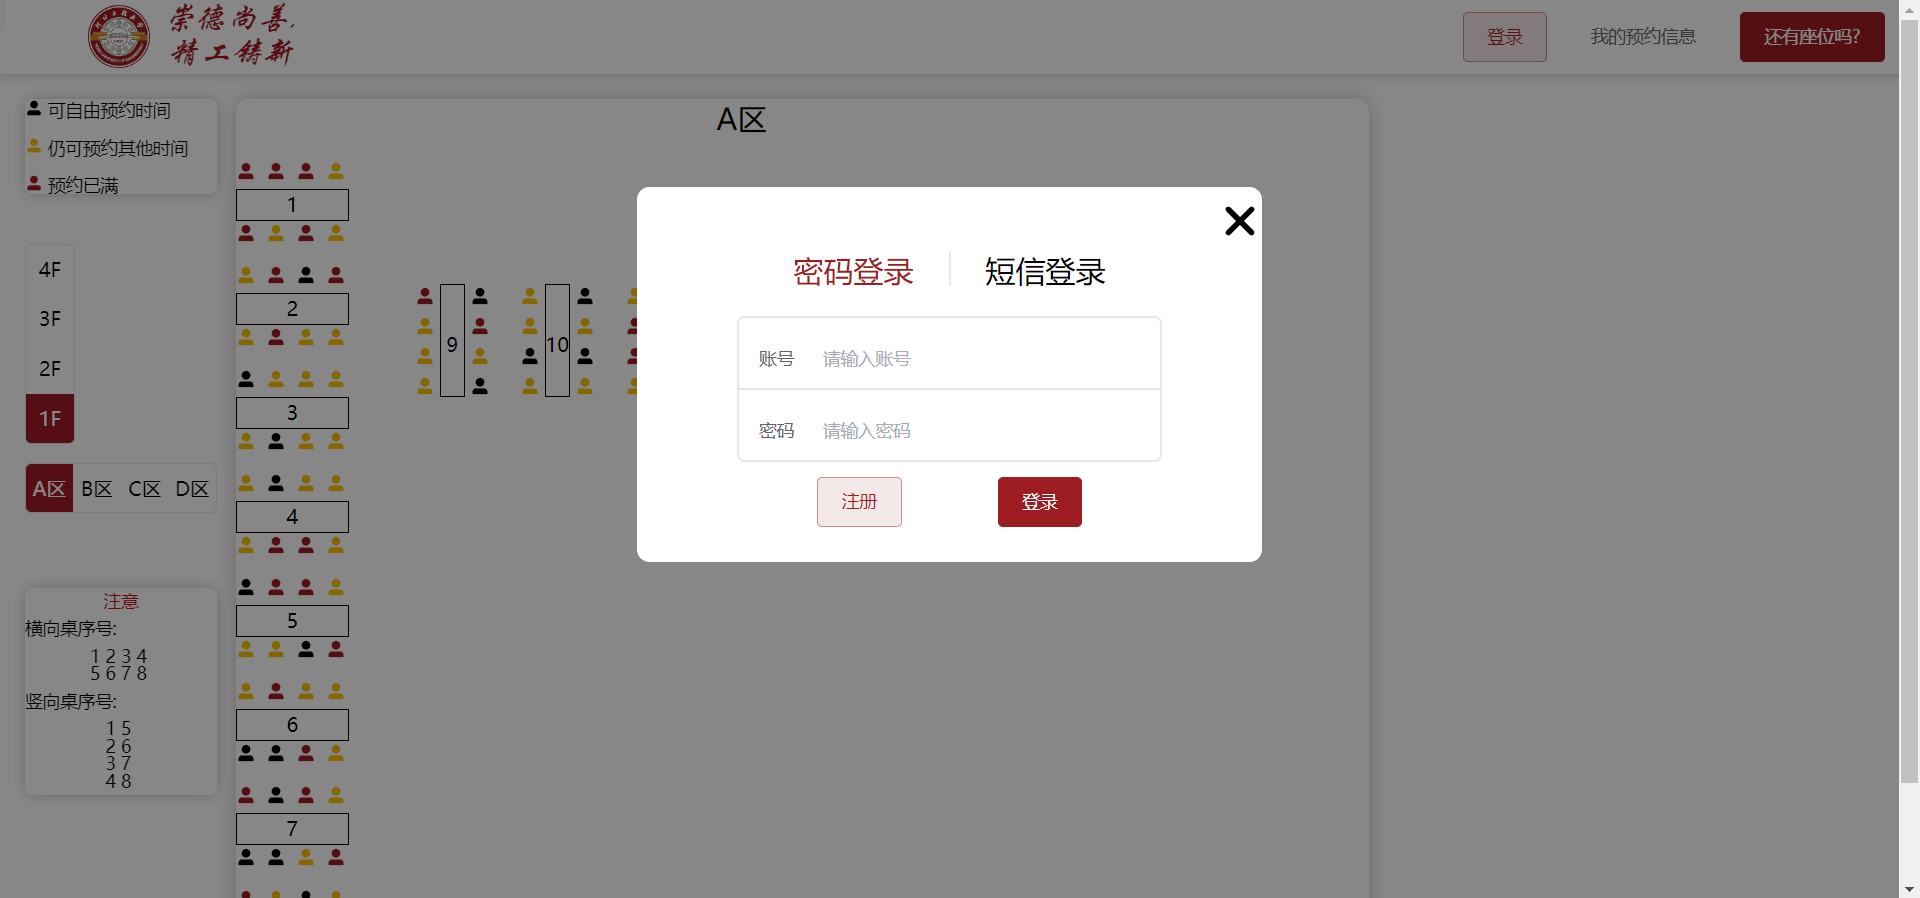 崇德尚善,
精工铸新
登录
我的预约信息
还有座位吗?
可自由预约时间
仍可预约其他时间
预约已满
4F
3F
2F
1F
A区 B区 C区 D区
注意
横向桌序号:
1 2 3 4
5 6 7 8
竖向桌序号:
1 5
2 6
3 7
4 8
A区
1
2
3
4
5
6
7
9
10
密码登录
短信登录
账号 请输入账号
密码 请输入密码
注册
登录